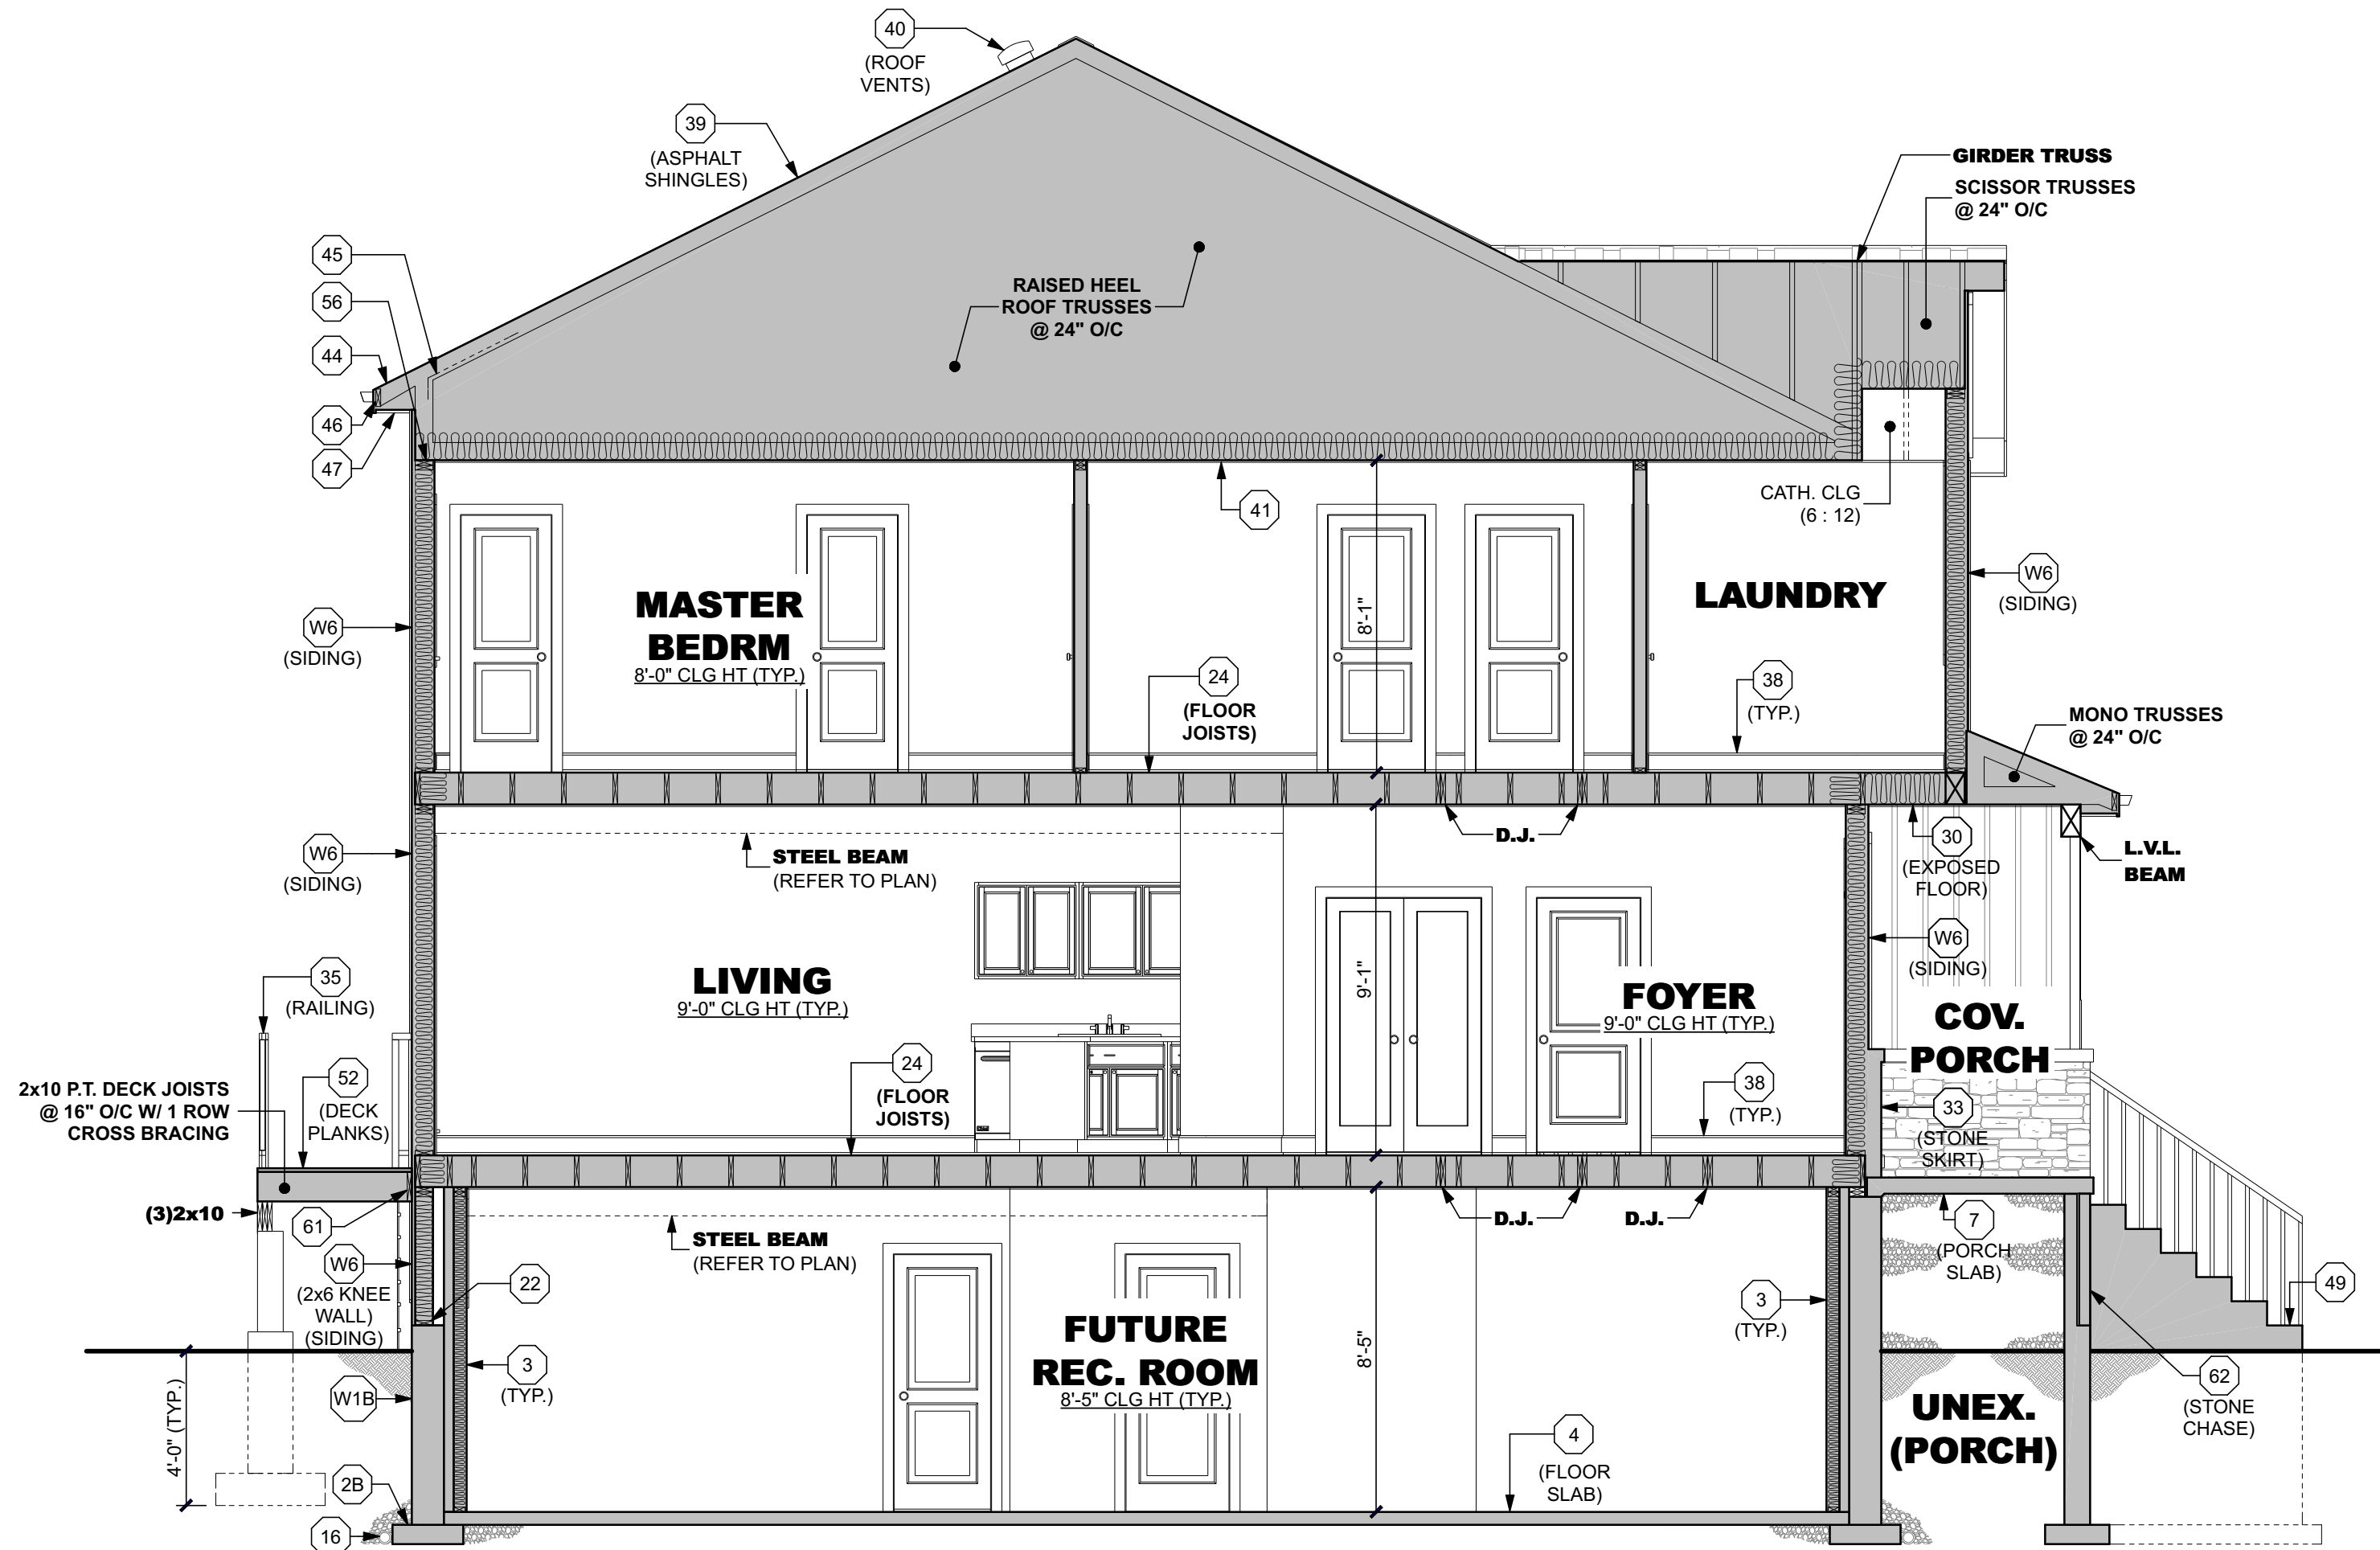 40
(ROOF
VENTS)
39
(ASPHALT
SHINGLES)
GIRDER TRUSS
SCISSOR TRUSSES
@ 24" O/C
45
56
44
46
47
RAISED HEEL
ROOF TRUSSES
@ 24" O/C
41
CATH. CLG
(6 : 12)
W6
(SIDING)
W6
(SIDING)
MASTER
BEDRM
8'-0" CLG HT (TYP.)
8'-1"
LAUNDRY
24
(FLOOR
JOISTS)
38
(TYP.)
MONO TRUSSES
@ 24" O/C
W6
(SIDING)
STEEL BEAM
(REFER TO PLAN)
D.J.
30
(EXPOSED
FLOOR)
L.V.L.
BEAM
W6
(SIDING)
35
(RAILING)
LIVING
9'-0" CLG HT (TYP.)
9'-1"
FOYER
9'-0" CLG HT (TYP.)
COV.
PORCH
2x10 P.T. DECK JOISTS
@ 16" O/C W/ 1 ROW
CROSS BRACING
52
(DECK
PLANKS)
24
(FLOOR
JOISTS)
38
(TYP.)
33
(STONE
SKIRT)
(3)2x10
61
STEEL BEAM
(REFER TO PLAN)
D.J.
D.J.
7
(PORCH
SLAB)
W6
(2x6 KNEE
WALL)
(SIDING)
22
3
(TYP.)
FUTURE
REC. ROOM
8'-5" CLG HT (TYP.)
8'-5"
3
(TYP.)
49
4'-0" (TYP.)
W1B
2B
16
4
(FLOOR
SLAB)
UNEX.
(PORCH)
62
(STONE
CHASE)